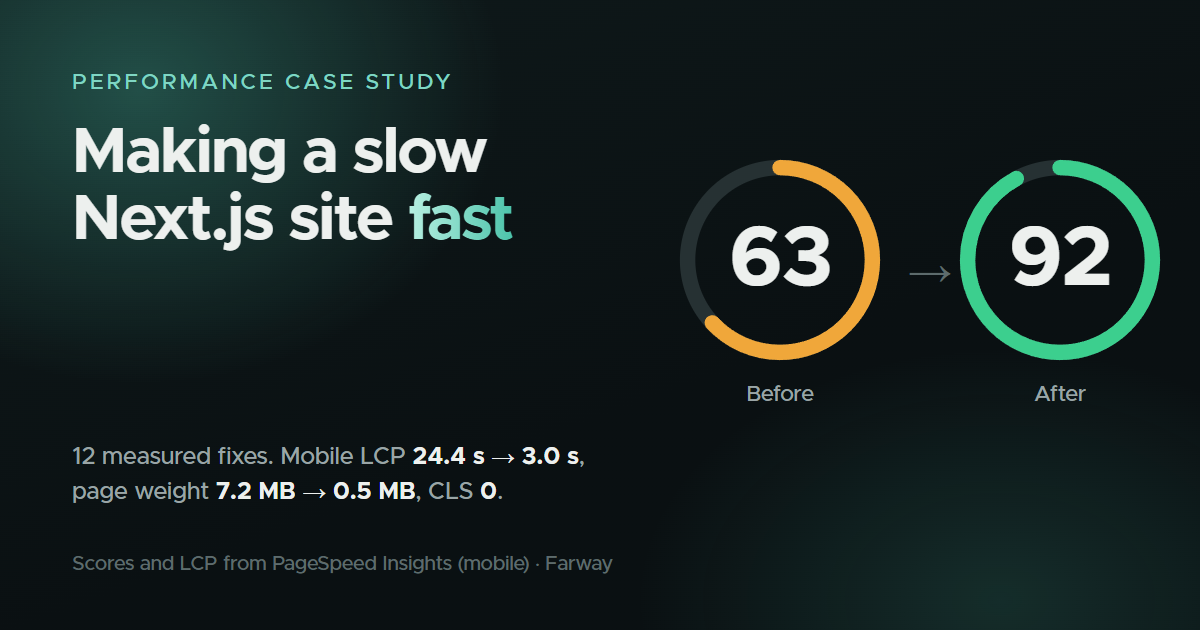 PERFORMANCE CASE STUDY
Making a slow
Next.js site fast
63
→
92
Before
After
12 measured fixes. Mobile LCP 24.4 s → 3.0 s,
page weight 7.2 MB → 0.5 MB, CLS 0.
Scores and LCP from PageSpeed Insights (mobile) · Farway